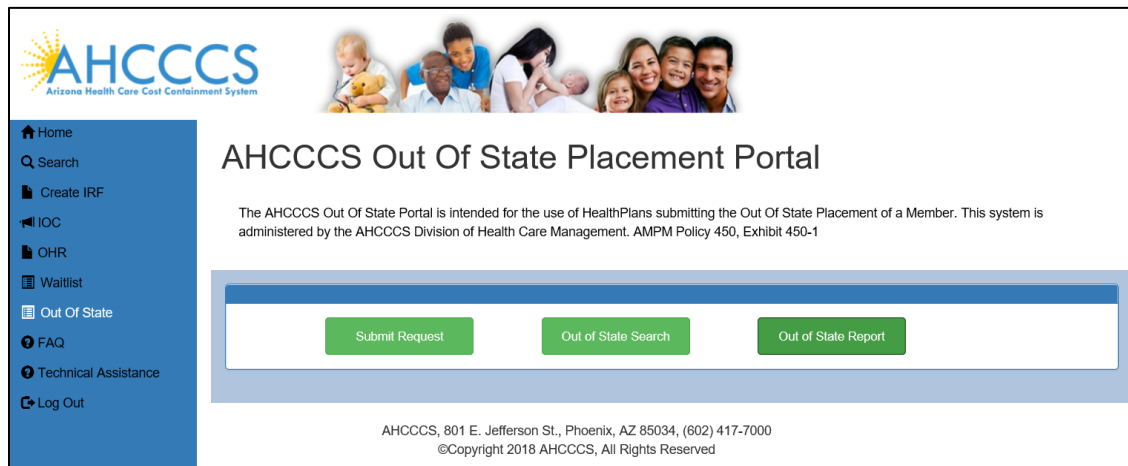 AHCCCS
Arizona Health Care Cost Containment System
Home
Search
Create IRF
IOC
OHR
Waitlist
Out Of State
FAQ
Technical Assistance
Log Out
AHCCCS Out Of State Placement Portal
The AHCCCS Out Of State Portal is intended for the use of HealthPlans submitting the Out Of State Placement of a Member. This system is
administered by the AHCCCS Division of Health Care Management. AMPM Policy 450, Exhibit 450-1
Submit Request
Out of State Search
Out of State Report
AHCCCS, 801 E. Jefferson St., Phoenix, AZ 85034, (602) 417-7000
©Copyright 2018 AHCCCS, All Rights Reserved